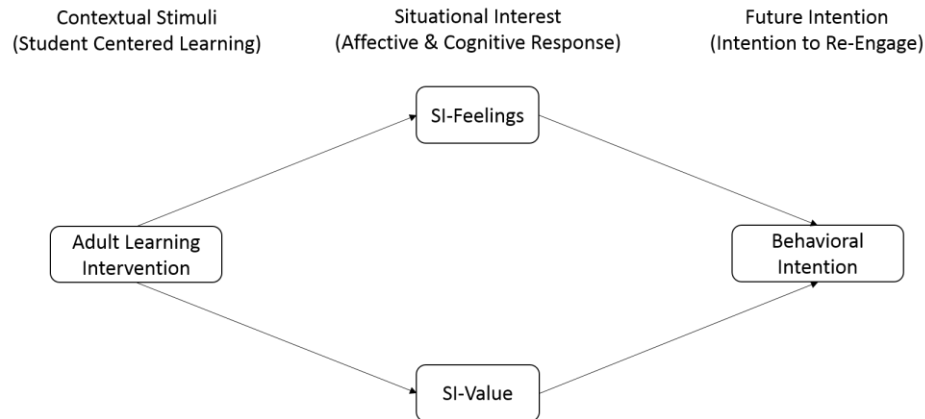 Contextual Stimuli
(Student Centered Learning)
Situational Interest
(Affective & Cognitive Response)
Future Intention
(Intention to Re-Engage)
SI-Feelings
Adult Learning
Intervention
Behavioral
Intention
SI-Value